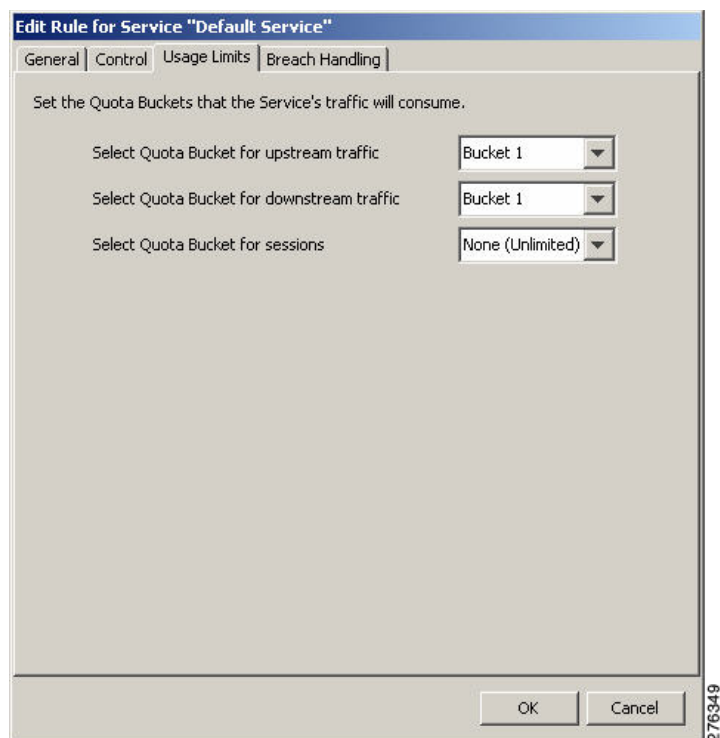 Edit Rule for Service "Default Service"
General Control Usage Limits Breach Handling
Set the Quota Buckets that the Service's traffic will consume.
Select Quota Bucket for upstream traffic Bucket 1
Select Quota Bucket for downstream traffic Bucket 1
Select Quota Bucket for sessions None (Unlimited)
OK Cancel
276349